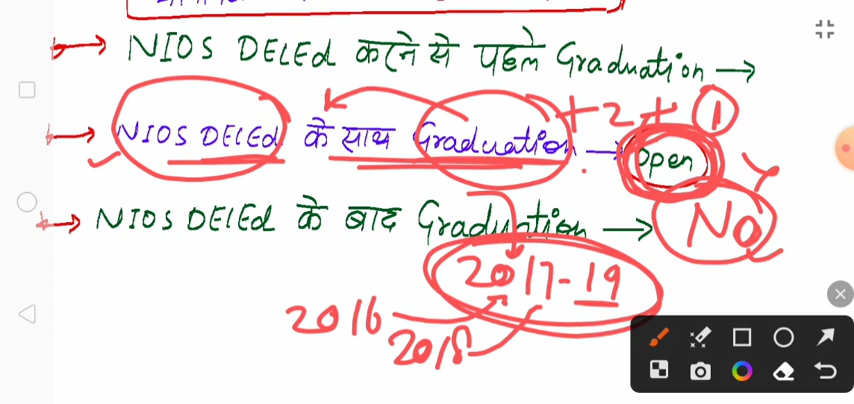 → NIOS DELEd करने से पहले Graduation →
+2+ 1
→ NIOS DELEd के साथ Graduation → open
→ NIOS DELEd के बाद Graduation → NO
2017-19
2016
2018